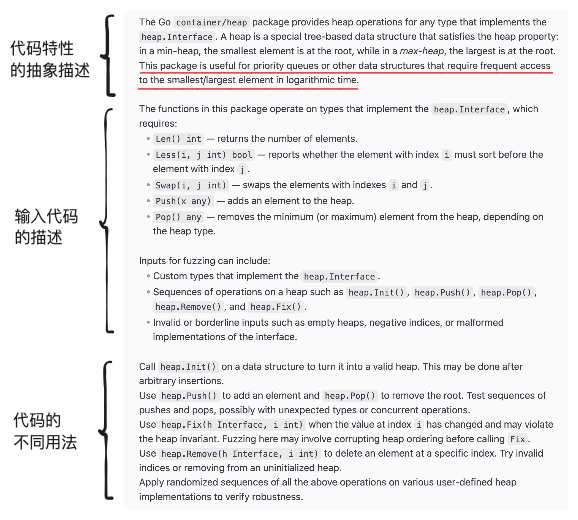 代码特性
的抽象描述
The Go container/heap package provides heap operations for any type that implements the
heap.Interface. A heap is a special tree-based data structure that satisfies the heap property:
in a min-heap, the smallest element is at the root, while in a max-heap, the largest is at the root.
This package is useful for priority queues or other data structures that require frequent access
to the smallest/largest element in logarithmic time.
输入代码
的描述
The functions in this package operate on types that implement the heap.Interface, which
requires:
• Len() int — returns the number of elements.
• Less(i, j int) bool — reports whether the element with index i must sort before the
element with index j.
• Swap(i, j int) — swaps the elements with indexes i and j.
• Push(x any) — adds an element to the heap.
• Pop() any — removes the minimum (or maximum) element from the heap, depending on
the heap type.
Inputs for fuzzing can include:
• Custom types that implement the heap.Interface.
• Sequences of operations on a heap such as heap.Init(), heap.Push(), heap.Pop(),
heap.Remove(), and heap.Fix().
• Invalid or borderline inputs such as empty heaps, negative indices, or malformed
implementations of the interface.
代码的
不同用法
Call heap.Init() on a data structure to turn it into a valid heap. This may be done after
arbitrary insertions.
Use heap.Push() to add an element and heap.Pop() to remove the root. Test sequences of
pushes and pops, possibly with unexpected types or concurrent operations.
Use heap.Fix(h Interface, i int) when the value at index i has changed and may violate
the heap invariant. Fuzzing here may involve corrupting heap ordering before calling Fix.
Use heap.Remove(h Interface, i int) to delete an element at a specific index. Try invalid
indices or removing from an uninitialized heap.
Apply randomized sequences of all the above operations on various user-defined heap
implementations to verify robustness.